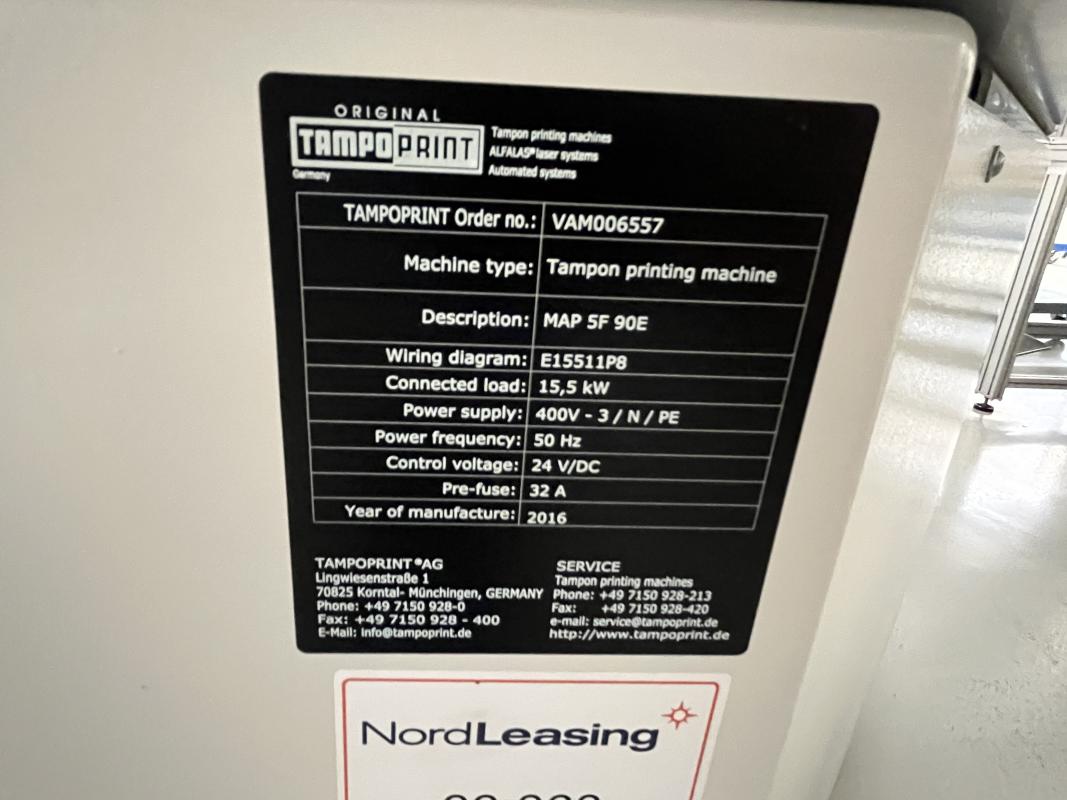 ORIGINAL
TAMPOPRINT
Germany
Tampon printing machines
ALFALAS® laser systems
Automated systems
TAMPOPRINT Order no.: VAM006557
Machine type: Tampon printing machine
Description: MAP SF 90E
Wiring diagram: E15511P8
Connected load: 15,5 kW
Power supply: 400V - 3 / N / PE
Power frequency: 50 Hz
Control voltage: 24 V/DC
Pre-fuse: 32 A
Year of manufacture: 2016
TAMPOPRINT ®AG
Lingwiesenstraße 1
70825 Korntal- Münchingen, GERMANY
Phone: +49 7150 928-0
Fax: +49 7150 928 - 400
E-Mail: info@tampoprint.de
SERVICE
Tampon printing machines
Phone: +49 7150 928-213
Fax: +49 7150 928-420
e-mail: service@tampoprint.de
http://www.tampoprint.de
NordLeasing